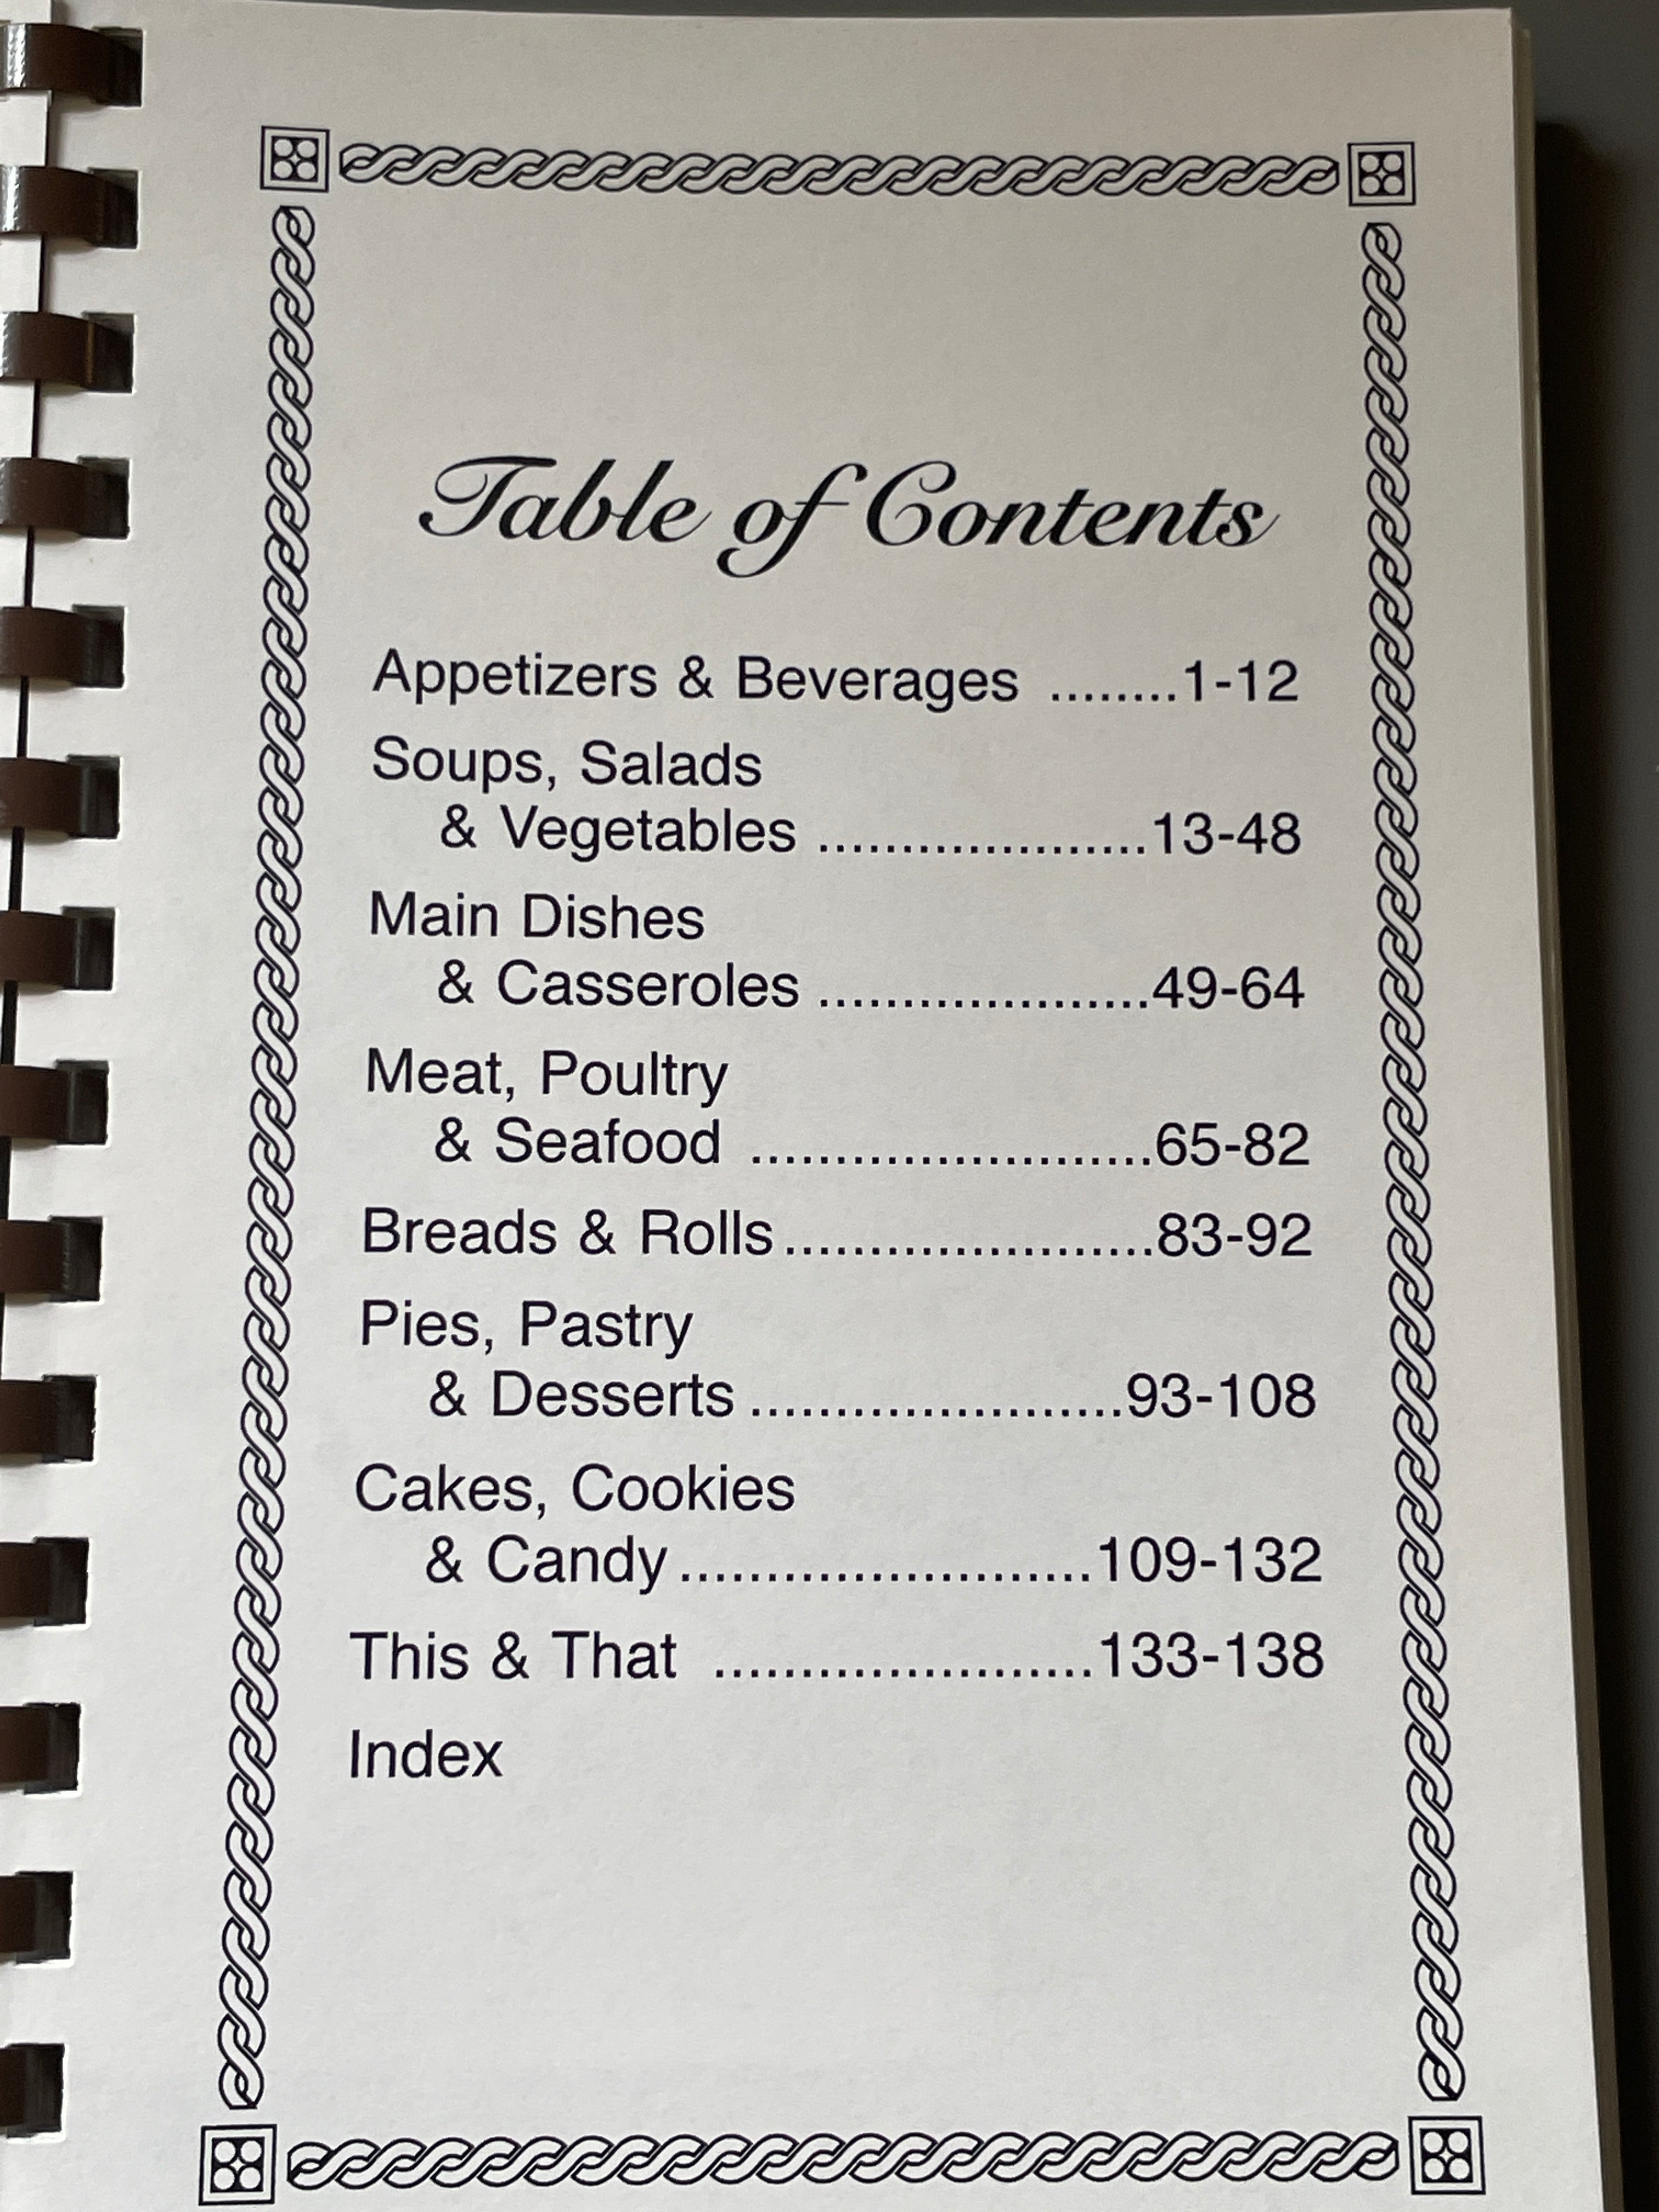 Table of Contents
Appetizers & Beverages ........1-12
Soups, Salads
& Vegetables .....................13-48
Main Dishes
& Casseroles .....................49-64
Meat, Poultry
& Seafood .........................65-82
Breads & Rolls.......................83-92
Pies, Pastry
& Desserts .......................93-108
Cakes, Cookies
& Candy..........................109-132
This & That ........................133-138
Index